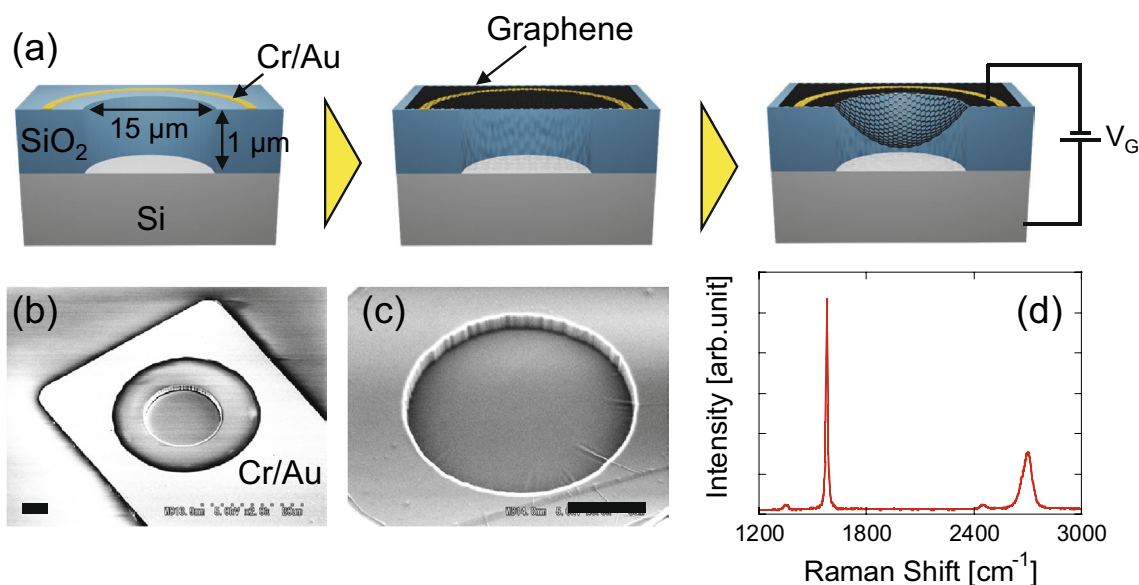 (a)
Cr/Au
Graphene
15 µm
1 µm
SiO₂
Si
V_G
(b)
Cr/Au
(c)
(d)
Intensity [arb.unit]
1200 1800 2400 3000
Raman Shift [cm⁻¹]